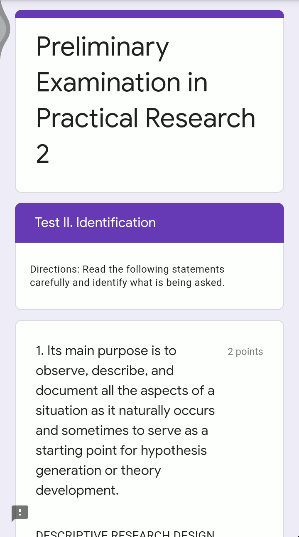 Preliminary
Examination in
Practical Research
2
Test II. Identification
Directions: Read the following statements
carefully and identify what is being asked.
1. Its main purpose is to
2 points
observe, describe, and
document all the aspects of a
situation as it naturally occurs
and sometimes to serve as a
starting point for hypothesis
generation or theory
development.
DESCRIPTIVE RESEARCH DESIGN